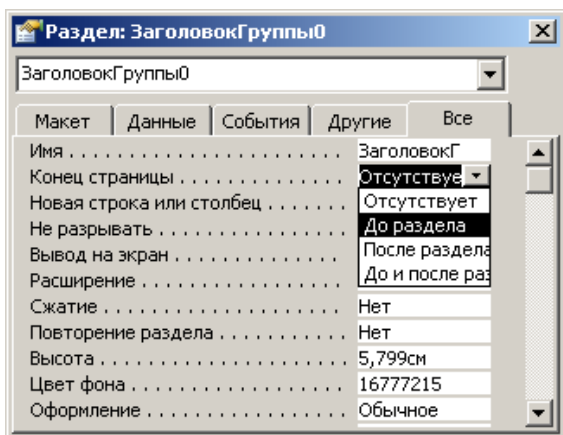 Раздел: ЗаголовокГруппы0
ЗаголовокГруппы0
Макет Данные События Другие Все
Имя . . . . . . . . . . . . . . . . . . . . . . . ЗаголовокГ
Конец страницы . . . . . . . . . . . . . . Отсутствуе
Новая строка или столбец . . . . . . . Отсутствует
Не разрывать . . . . . . . . . . . . . . . . До раздела
Вывод на экран . . . . . . . . . . . . . . . После раздела
Расширение . . . . . . . . . . . . . . . . . До и после раз
Сжатие . . . . . . . . . . . . . . . . . . . . Нет
Повторение раздела . . . . . . . . . . . Нет
Высота . . . . . . . . . . . . . . . . . . . . 5,799см
Цвет фона . . . . . . . . . . . . . . . . . . 16777215
Оформление . . . . . . . . . . . . . . . . . Обычное